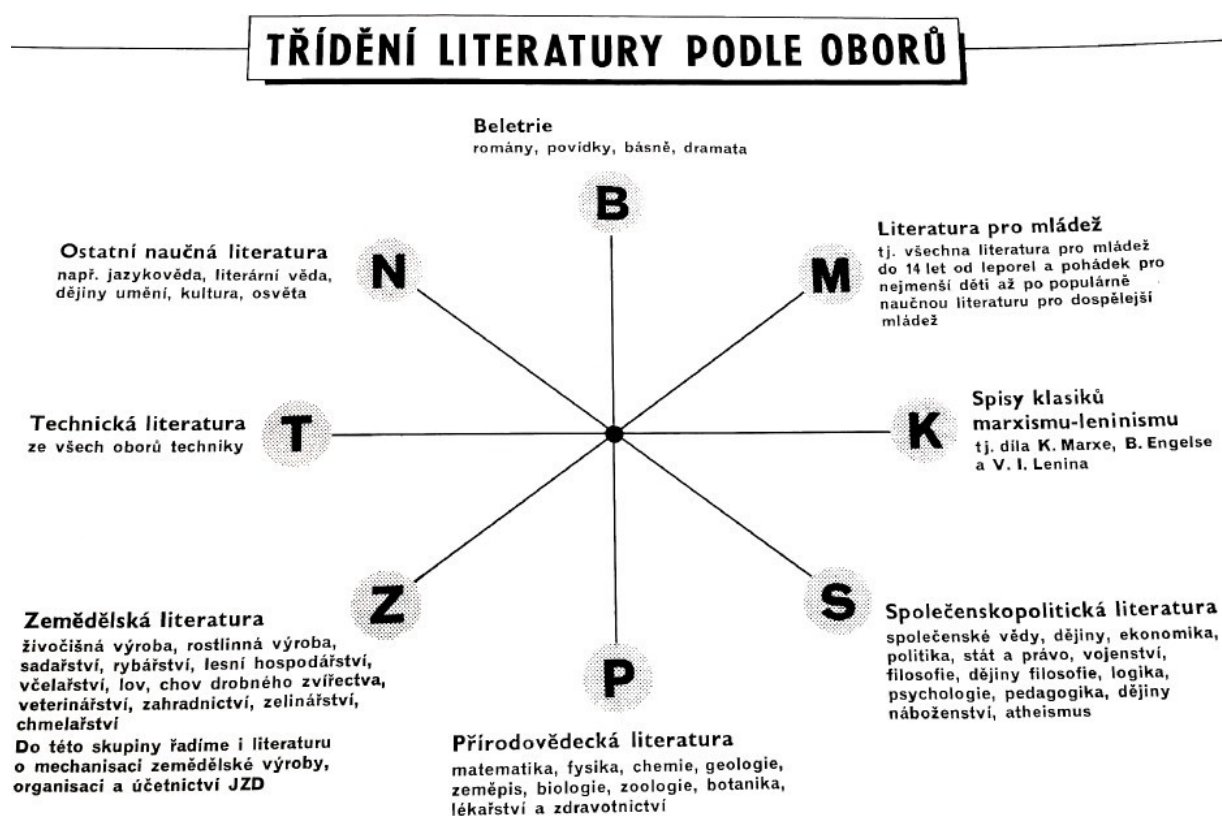 TŘÍDĚNÍ LITERATURY PODLE OBORŮ
Beletrie
romány, povídky, básně, dramata
B
Literatura pro mládež
tj. všechna literatura pro mládež
do 14 let od leporel a pohádek pro
nejmenší děti až po populárně
naučnou literaturu pro dospělejší
mládež
M
Spisy klasiků
marxismu-leninismu
tj. díla K. Marxe, B. Engelse
a V. I. Lenina
K
Společenskopolitická literatura
společenské vědy, dějiny, ekonomika,
politika, stát a právo, vojenství,
filosofie, dějiny filosofie, logika,
psychologie, pedagogika, dějiny
náboženství, atheismus
S
Přírodovědecká literatura
matematika, fysika, chemie, geologie,
zeměpis, biologie, zoologie, botanika,
lékařství a zdravotnictví
P
Zemědělská literatura
živočišná výroba, rostlinná výroba,
sadařství, rybářství, lesní hospodářství,
včelařství, lov, chov drobného zvířectva,
veterinářství, zahradnictví, zelinářství,
chmelařství
Do této skupiny řadíme i literaturu
o mechanisaci zemědělské výroby,
organisaci a účetnictví JZD
Z
Technická literatura
ze všech oborů techniky
T
Ostatní naučná literatura
např. jazykověda, literární věda,
dějiny umění, kultura, osvěta
N